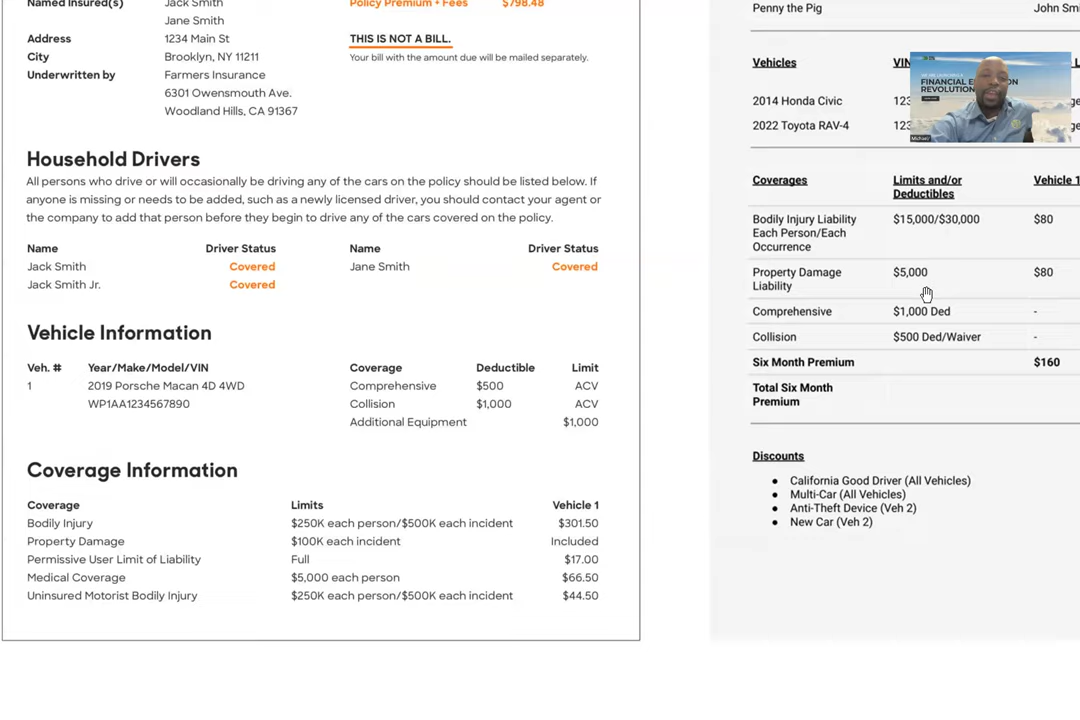 Named Insured(s) Jack Smith Policy Premium + Fees $798.48
Jane Smith
Address 1234 Main St THIS IS NOT A BILL.
City Brooklyn, NY 11211 Your bill with the amount due will be mailed separately.
Underwritten by Farmers Insurance
6301 Owensmouth Ave.
Woodland Hills, CA 91367
Household Drivers
All persons who drive or will occasionally be driving any of the cars on the policy should be listed below. If
anyone is missing or needs to be added, such as a newly licensed driver, you should contact your agent or
the company to add that person before they begin to drive any of the cars covered on the policy.
Name Driver Status Name Driver Status
Jack Smith Covered Jane Smith Covered
Jack Smith Jr. Covered
Vehicle Information
Veh. # Year/Make/Model/VIN Coverage Deductible Limit
1 2019 Porsche Macan 4D 4WD Comprehensive $500 ACV
WP1AA1234567890 Collision $1,000 ACV
Additional Equipment $1,000
Coverage Information
Coverage Limits Vehicle 1
Bodily Injury $250K each person/$500K each incident $301.50
Property Damage $100K each incident Included
Permissive User Limit of Liability Full $17.00
Medical Coverage $5,000 each person $66.50
Uninsured Motorist Bodily Injury $250K each person/$500K each incident $44.50
Penny the Pig John Smi
Vehicles VIN
FINANCIAL
REVOLUTION
2014 Honda Civic 123
2022 Toyota RAV-4 123
Coverages Limits and/or Vehicle 1
Deductibles
Bodily Injury Liability $15,000/$30,000 $80
Each Person/Each
Occurrence
Property Damage $5,000 $80
Liability
Comprehensive $1,000 Ded -
Collision $500 Ded/Waiver -
Six Month Premium $160
Total Six Month
Premium
Discounts
• California Good Driver (All Vehicles)
• Multi-Car (All Vehicles)
• Anti-Theft Device (Veh 2)
• New Car (Veh 2)